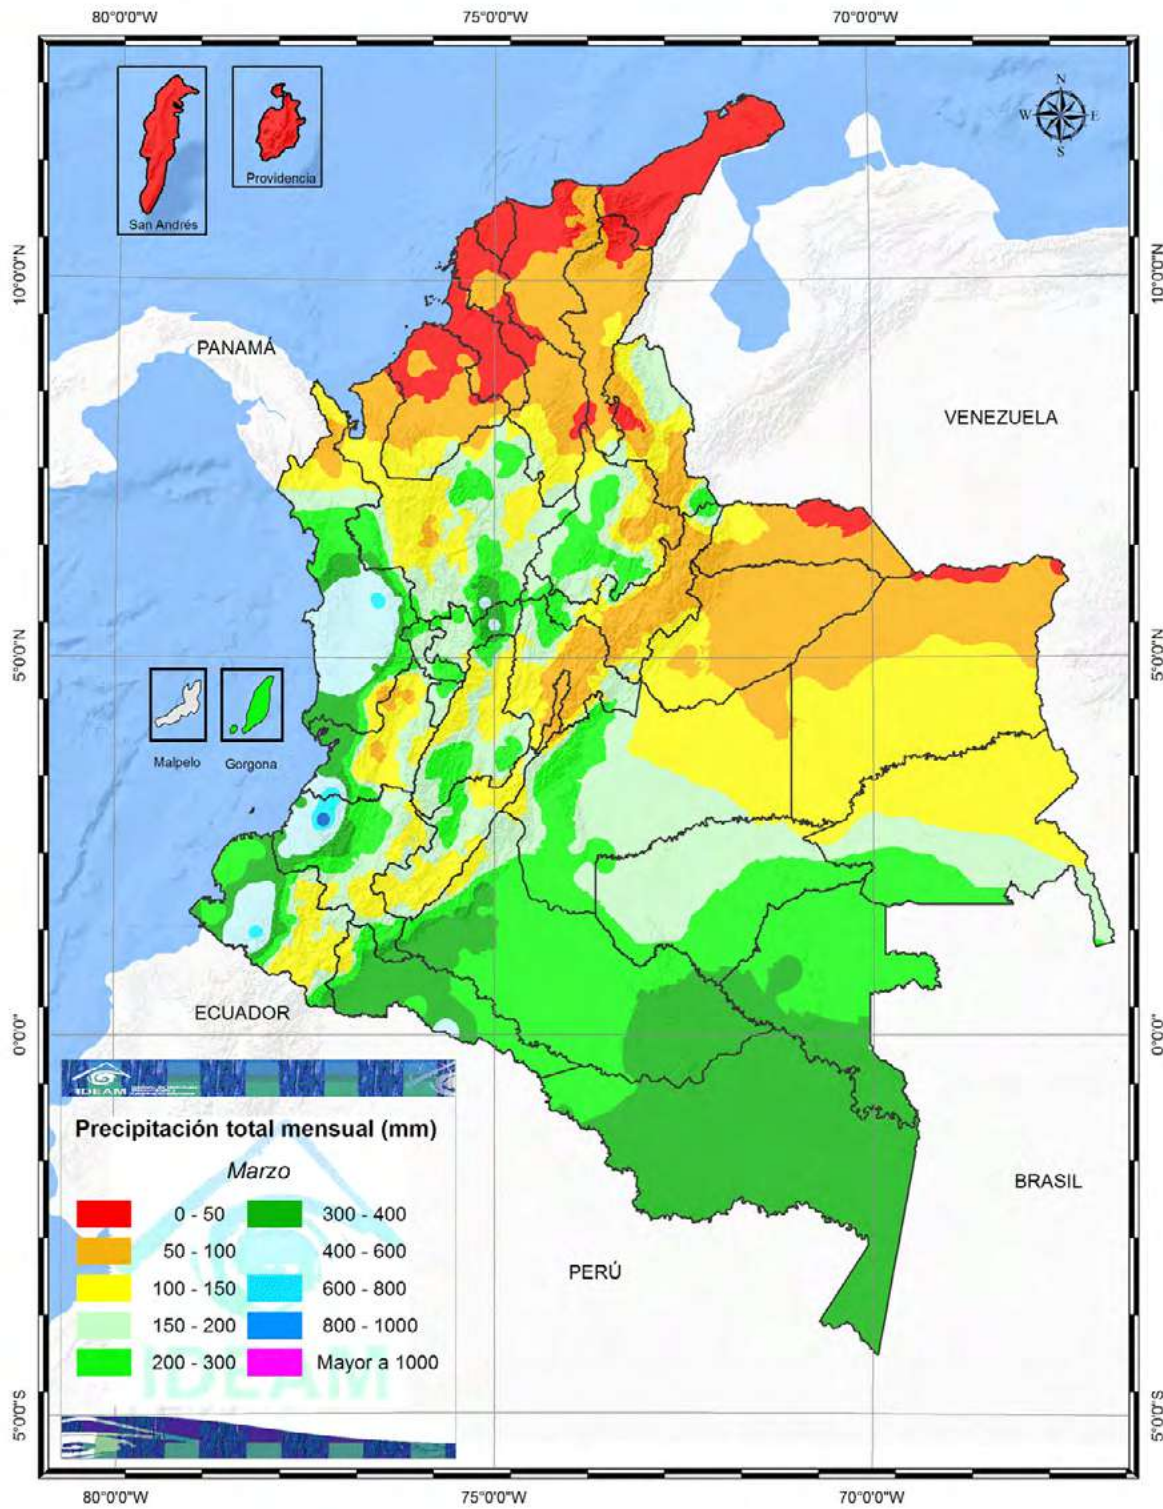 80°0'0"W 75°0'0"W 70°0'0"W
N
W E
S
San Andrés
Providencia
10°0'0"N 10°0'0"N
PANAMÁ
VENEZUELA
5°0'0"N 5°0'0"N
Malpelo Gorgona
ECUADOR
0°0'0" 0°0'0"
IDEAM
Precipitación total mensual (mm)
Marzo
0 - 50 300 - 400
50 - 100 400 - 600
100 - 150 600 - 800
150 - 200 800 - 1000
200 - 300 Mayor a 1000
IDEAM
BRASIL
PERÚ
5°0'0"S 5°0'0"S
80°0'0"W 75°0'0"W 70°0'0"W